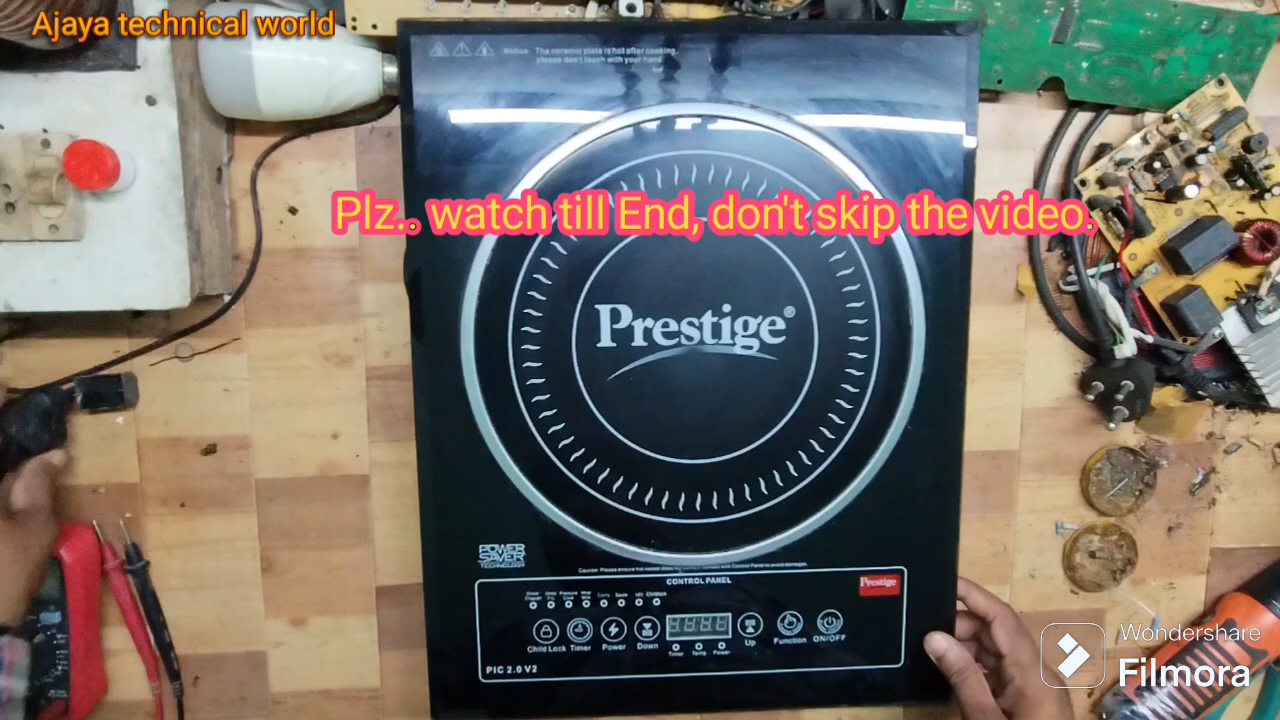 Ajaya technical world
Notice: The ceramic plate is hot after cooking,
please don't touch with your hand
Plz.. watch till End, don't skip the video.
Prestige®
POWER
SAVER
TECHNOLOGY
CONTROL PANEL
Prestige
Child Lock Timer Power Down Up Function ON/OFF
Timer Temp Power
PIC 2.0 V2
Wondershare
Filmora